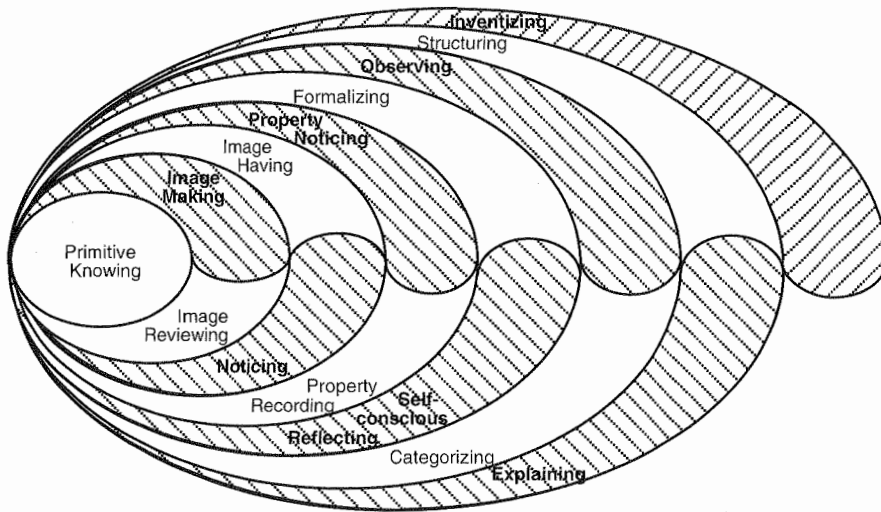 Inventizing
Structuring
Observing
Formalizing
Property
Noticing
Image
Having
Image
Making
Primitive
Knowing
Image
Reviewing
Noticing
Property
Recording
Self-
conscious
Reflecting
Categorizing
Explaining